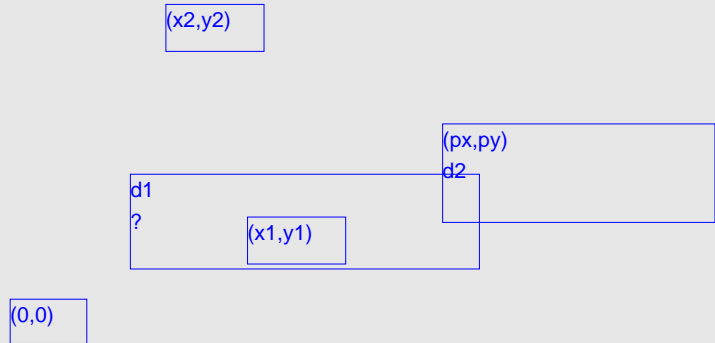 (x2,y2)
(px,py)
d2
d1
?
(x1,y1)
(0,0)